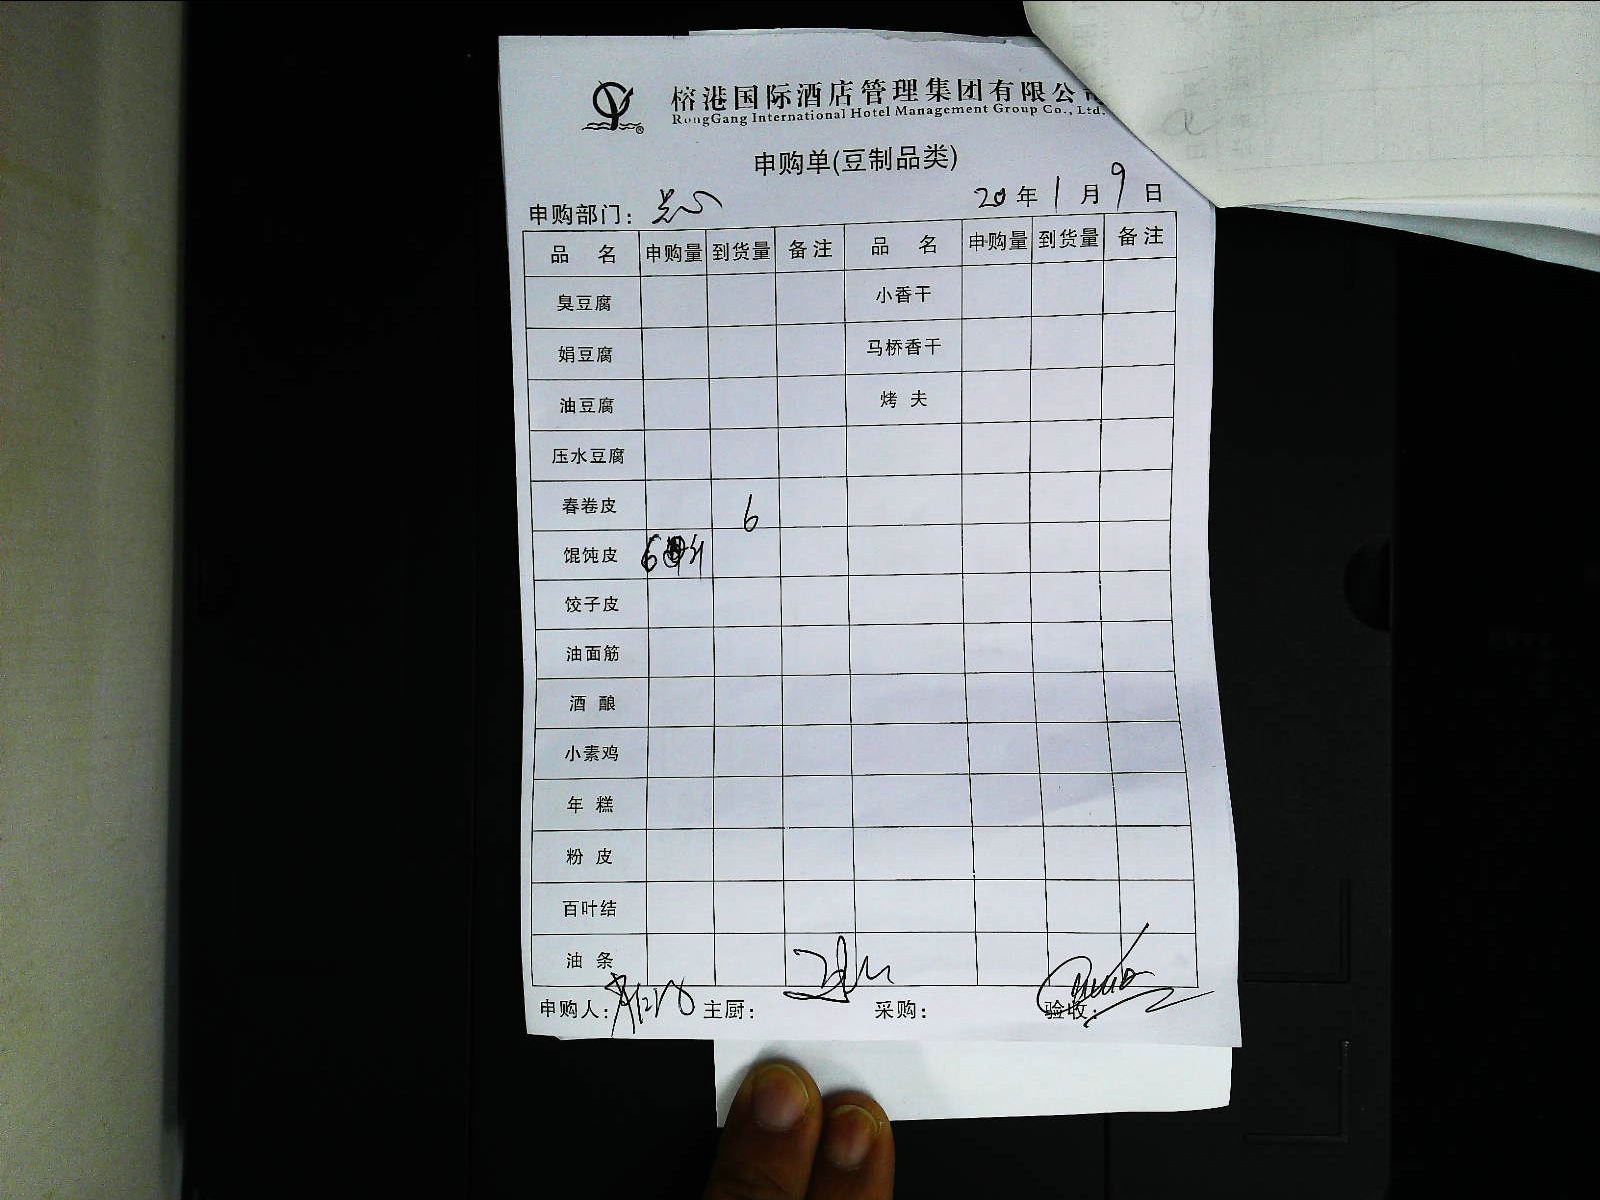 榕港国际酒店管理集团有限公司
RongGang International Hotel Management Group Co., Ltd.
申购单(豆制品类)
申购部门: 点心 20年1月9日
品名 申购量 到货量 备注 品名 申购量 到货量 备注
臭豆腐 小香干
娟豆腐 马桥香干
油豆腐 烤夫
压水豆腐
春卷皮 6
馄饨皮 6
饺子皮
油面筋
酒酿
小素鸡
年糕
粉皮
百叶结
油条
申购人: 主厨: 采购: 验收: